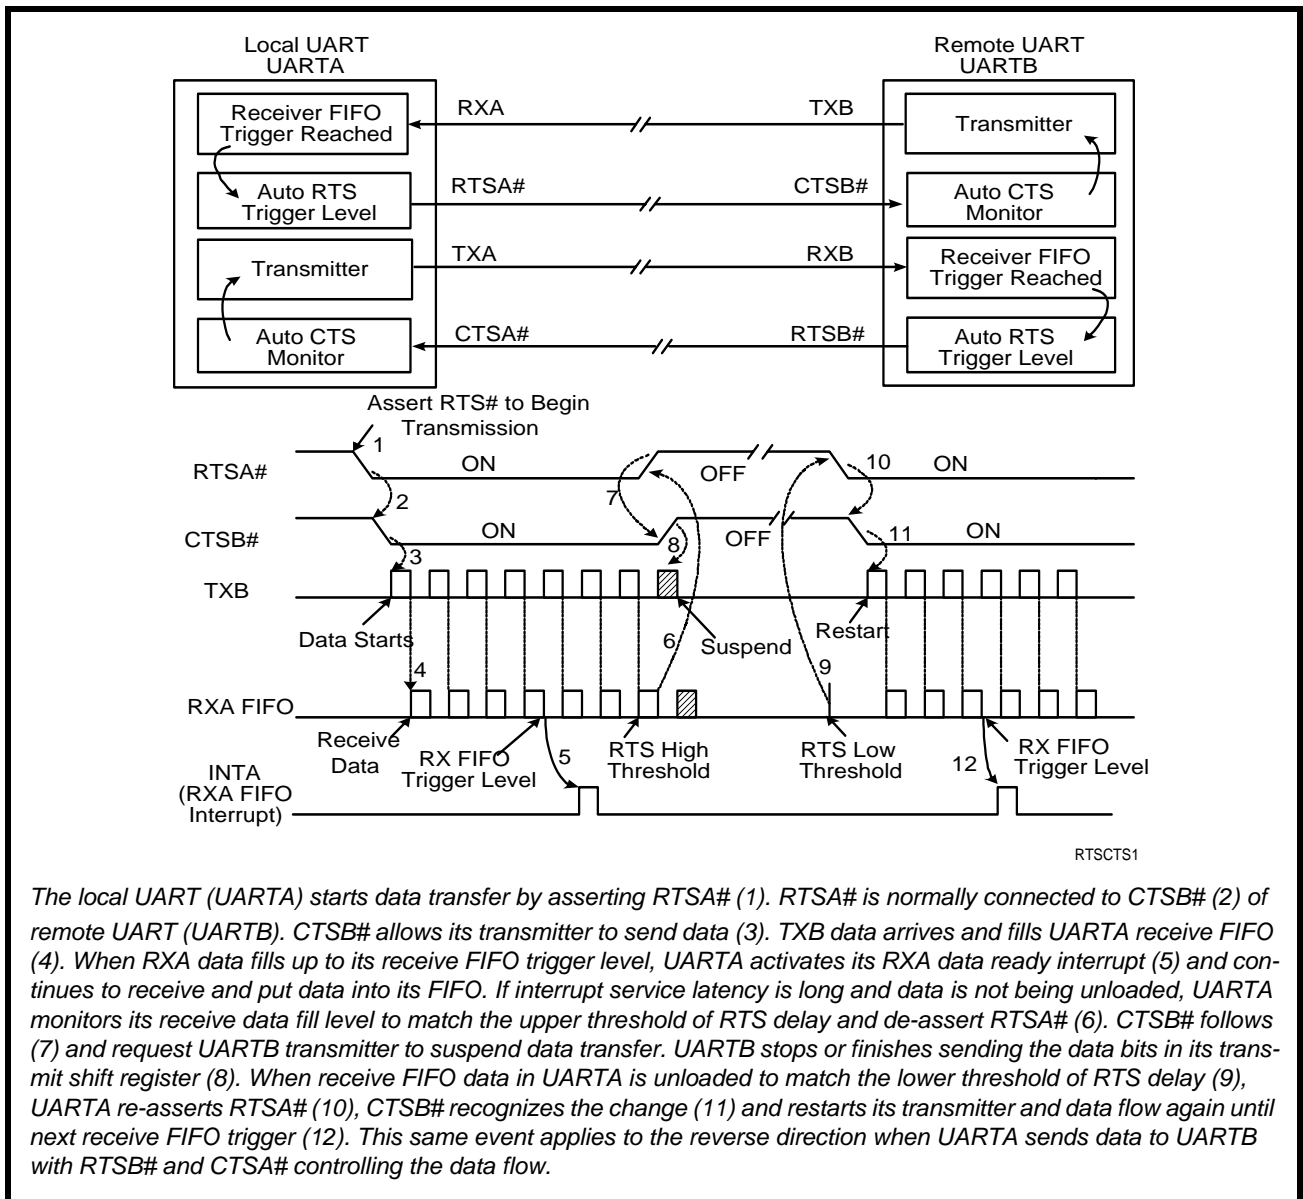 Local UART
UARTA
Remote UART
UARTB
Receiver FIFO
Trigger Reached
RXA
TXB
Transmitter
Auto RTS
Trigger Level
RTSA#
CTSB#
Auto CTS
Monitor
Transmitter
TXA
RXB
Receiver FIFO
Trigger Reached
Auto CTS
Monitor
CTSA#
RTSB#
Auto RTS
Trigger Level
Assert RTS# to Begin
Transmission
RTSA#
1
ON
OFF
10
ON
2
7
CTSB#
ON
OFF
11
ON
3
8
TXB
Data Starts
6
Suspend
Restart
4
9
RXA FIFO
Receive
Data
RX FIFO
Trigger Level
5
RTS High
Threshold
RTS Low
Threshold
12
RX FIFO
Trigger Level
INTA
(RXA FIFO
Interrupt)
RTSCTS1
The local UART (UARTA) starts data transfer by asserting RTSA# (1). RTSA# is normally connected to CTSB# (2) of
remote UART (UARTB). CTSB# allows its transmitter to send data (3). TXB data arrives and fills UARTA receive FIFO
(4). When RXA data fills up to its receive FIFO trigger level, UARTA activates its RXA data ready interrupt (5) and con-
tinues to receive and put data into its FIFO. If interrupt service latency is long and data is not being unloaded, UARTA
monitors its receive data fill level to match the upper threshold of RTS delay and de-assert RTSA# (6). CTSB# follows
(7) and request UARTB transmitter to suspend data transfer. UARTB stops or finishes sending the data bits in its trans-
mit shift register (8). When receive FIFO data in UARTA is unloaded to match the lower threshold of RTS delay (9),
UARTA re-asserts RTSA# (10), CTSB# recognizes the change (11) and restarts its transmitter and data flow again until
next receive FIFO trigger (12). This same event applies to the reverse direction when UARTA sends data to UARTB
with RTSB# and CTSA# controlling the data flow.